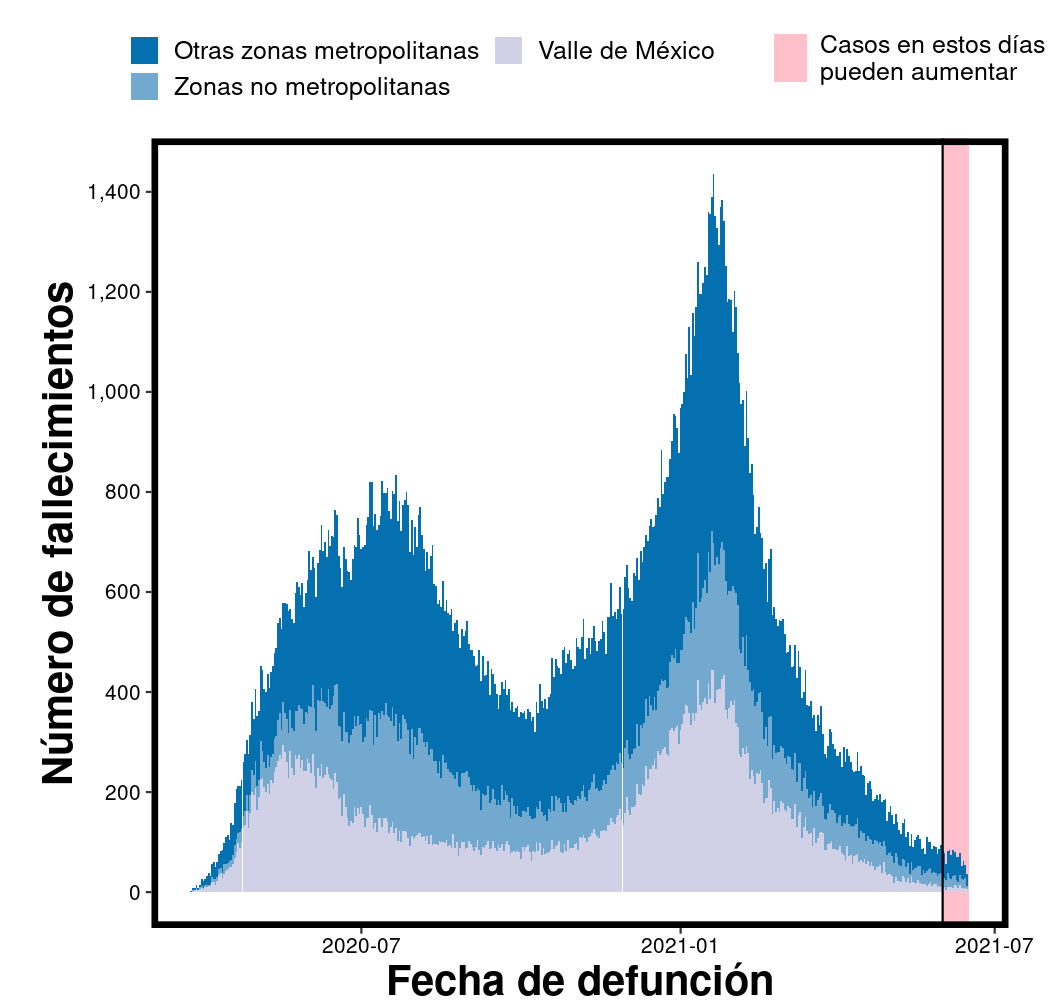 Otras zonas metropolitanas
Valle de México
Zonas no metropolitanas
Casos en estos días
pueden aumentar
Número de fallecimientos
1,400
1,200
1,000
800
600
400
200
0
2020-07
2021-01
2021-07
Fecha de defunción